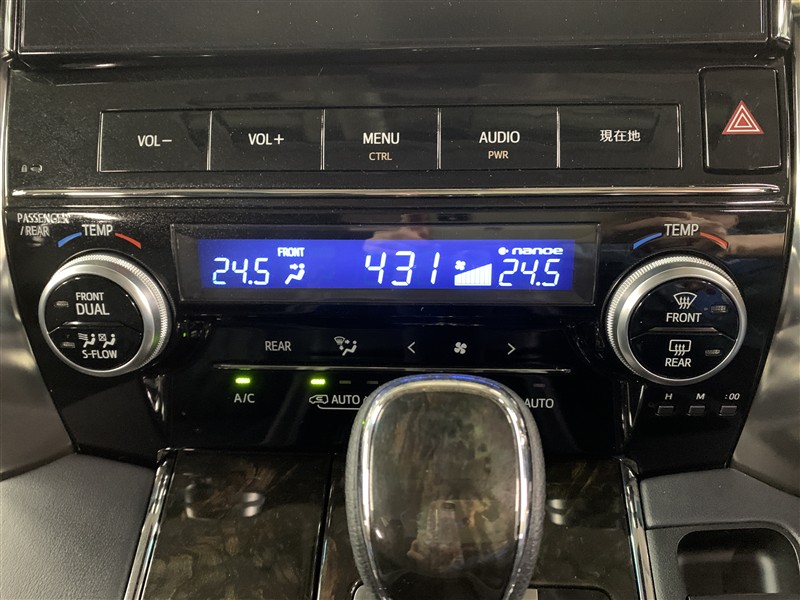 VOL− VOL+ MENU AUDIO 現在地
CTRL PWR
PASSENGER
/REAR
TEMP
FRONT nanoe
24.5 431 24.5
TEMP
FRONT
DUAL
S-FLOW
FRONT
REAR
REAR < >
A/C AUTO AUTO
H M :00